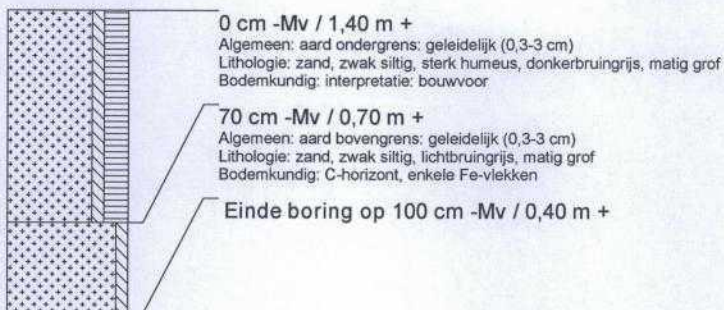 0 cm -Mv / 1,40 m +
Algemeen: aard ondergrens: geleidelijk (0,3-3 cm)
Lithologie: zand, zwak siltig, sterk humeus, donkerbruingrijs, matig grof
Bodemkundig: interpretatie: bouwvoor
70 cm -Mv / 0,70 m +
Algemeen: aard bovengrens: geleidelijk (0,3-3 cm)
Lithologie: zand, zwak siltig, lichtbruingrijs, matig grof
Bodemkundig: C-horizont, enkele Fe-vlekken
Einde boring op 100 cm -Mv / 0,40 m +